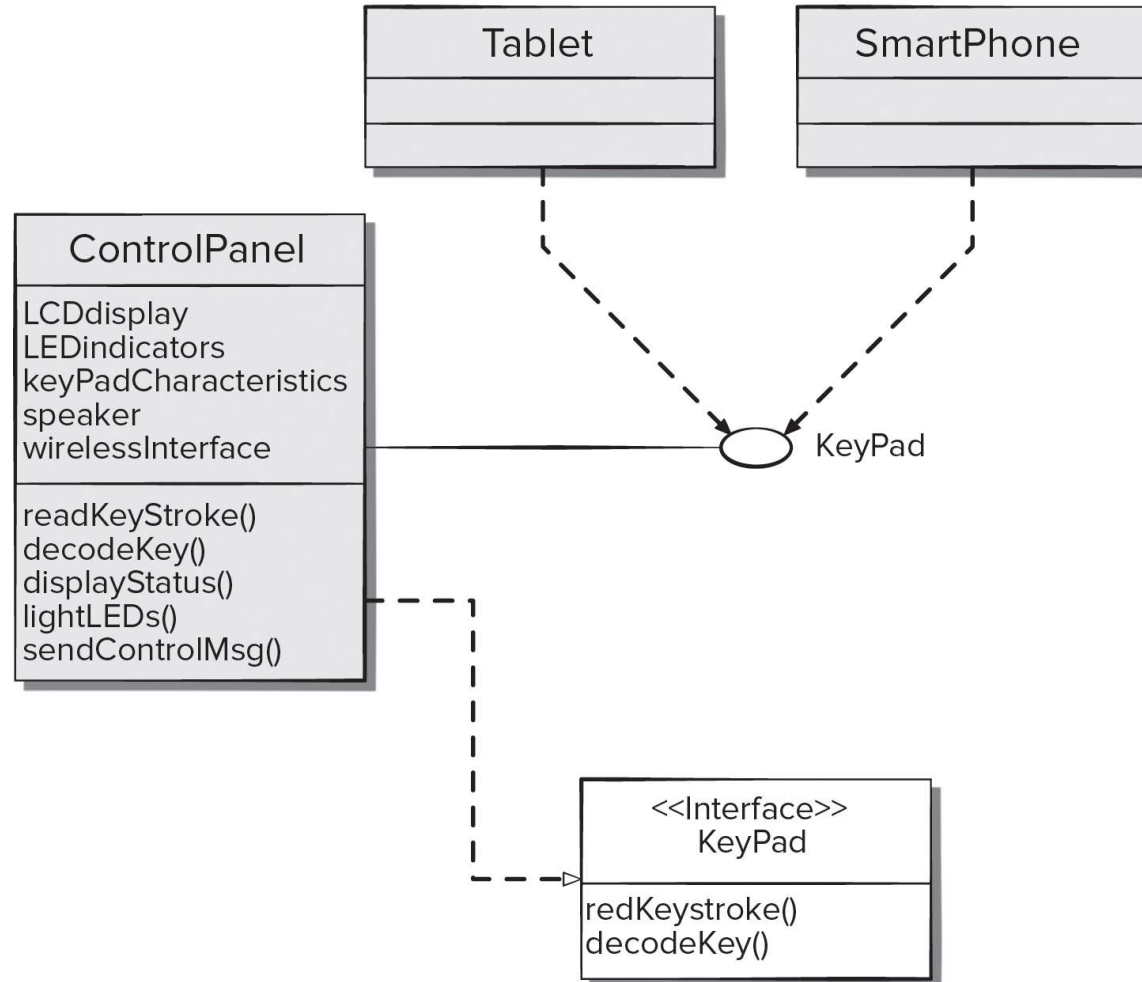 Tablet
SmartPhone
ControlPanel
LCDdisplay
LEDindicators
keyPadCharacteristics
speaker
wirelessInterface
KeyPad
readKeyStroke()
decodeKey()
displayStatus()
lightLEDs()
sendControlMsg()
<<Interface>>
KeyPad
redKeystroke()
decodeKey()